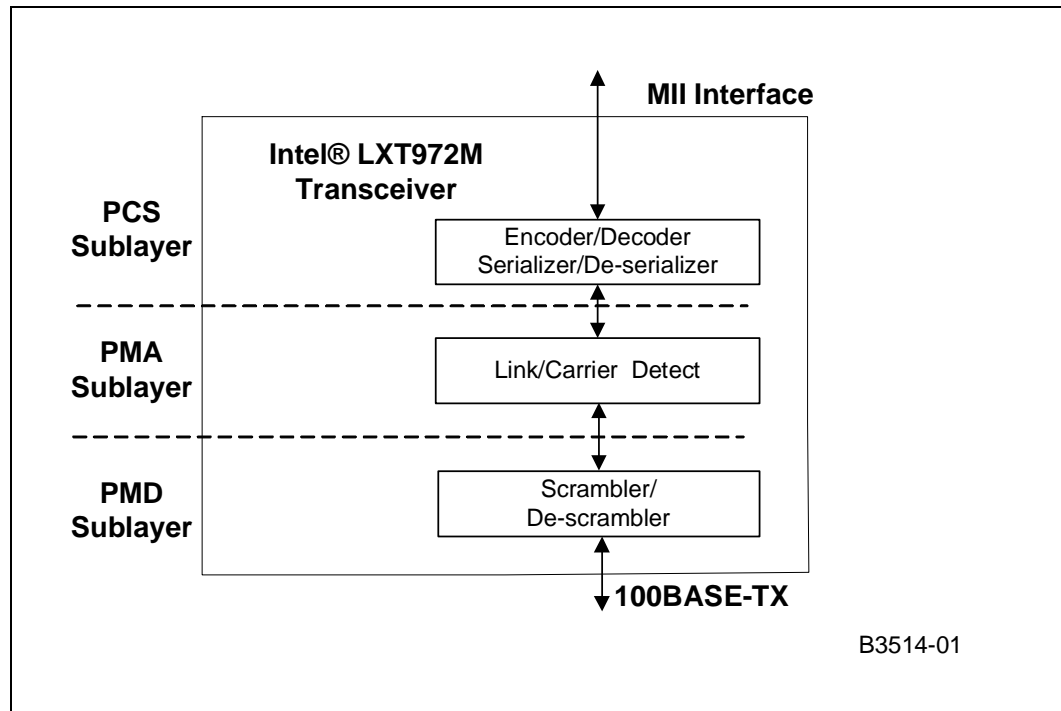 MII Interface
Intel® LXT972M
Transceiver
PCS
Sublayer
Encoder/Decoder
Serializer/De-serializer
PMA
Sublayer
Link/Carrier Detect
PMD
Sublayer
Scrambler/
De-scrambler
100BASE-TX
B3514-01